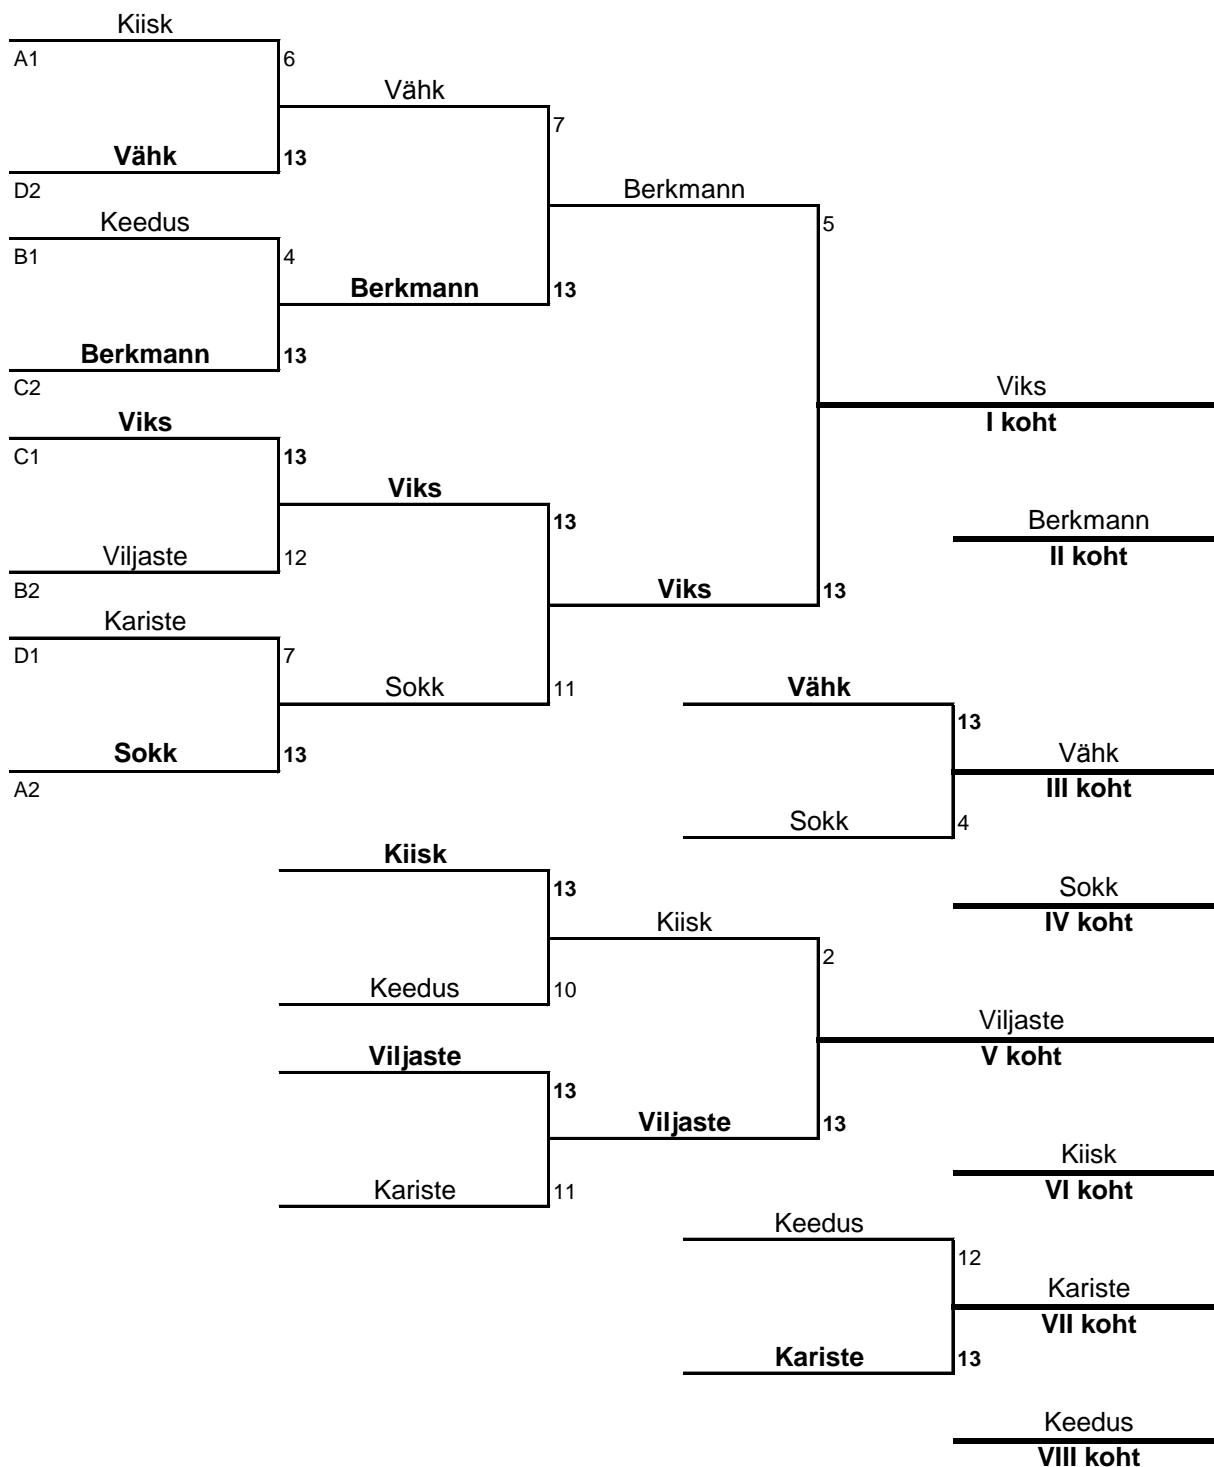 Kiisk
A1
6
Vähk
7
Vähk
13
D2
Berkmann
5
Keedus
B1
4
Berkmann
13
Berkmann
13
C2
Viks
I koht
Viks
C1
13
Viks
13
Berkmann
II koht
Viljaste
12
B2
Viks
13
Kariste
D1
7
Sokk
11
Vähk
13
Sokk
13
A2
Vähk
III koht
Sokk
4
Kiisk
13
Sokk
IV koht
Kiisk
2
Keedus
10
Viljaste
V koht
Viljaste
13
Viljaste
13
Kiisk
VI koht
Kariste
11
Keedus
12
Kariste
VII koht
Kariste
13
Keedus
VIII koht